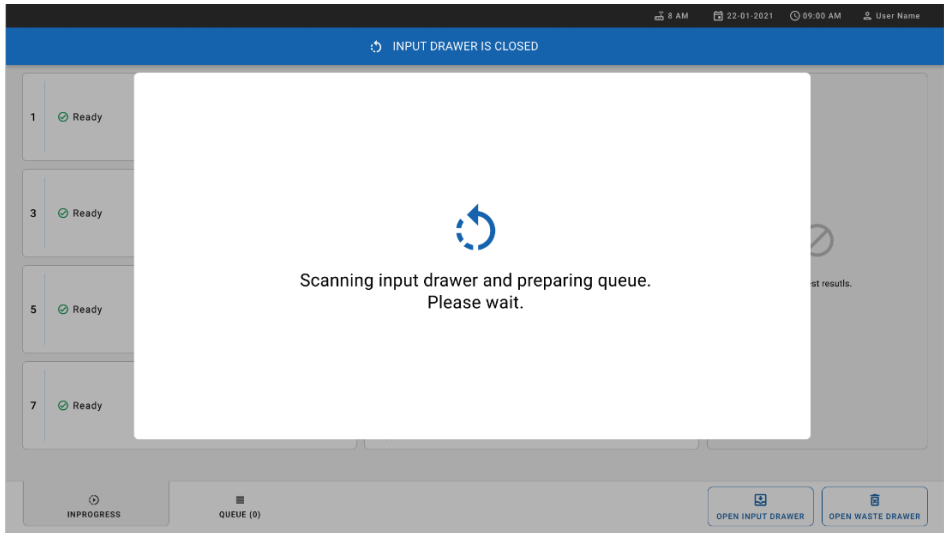 8 AM 22-01-2021 09:00 AM User Name
INPUT DRAWER IS CLOSED
1 Ready
3 Ready
5 Ready
7 Ready
Scanning input drawer and preparing queue.
Please wait.
st resutls.
INPROGRESS
QUEUE (0)
OPEN INPUT DRAWER
OPEN WASTE DRAWER